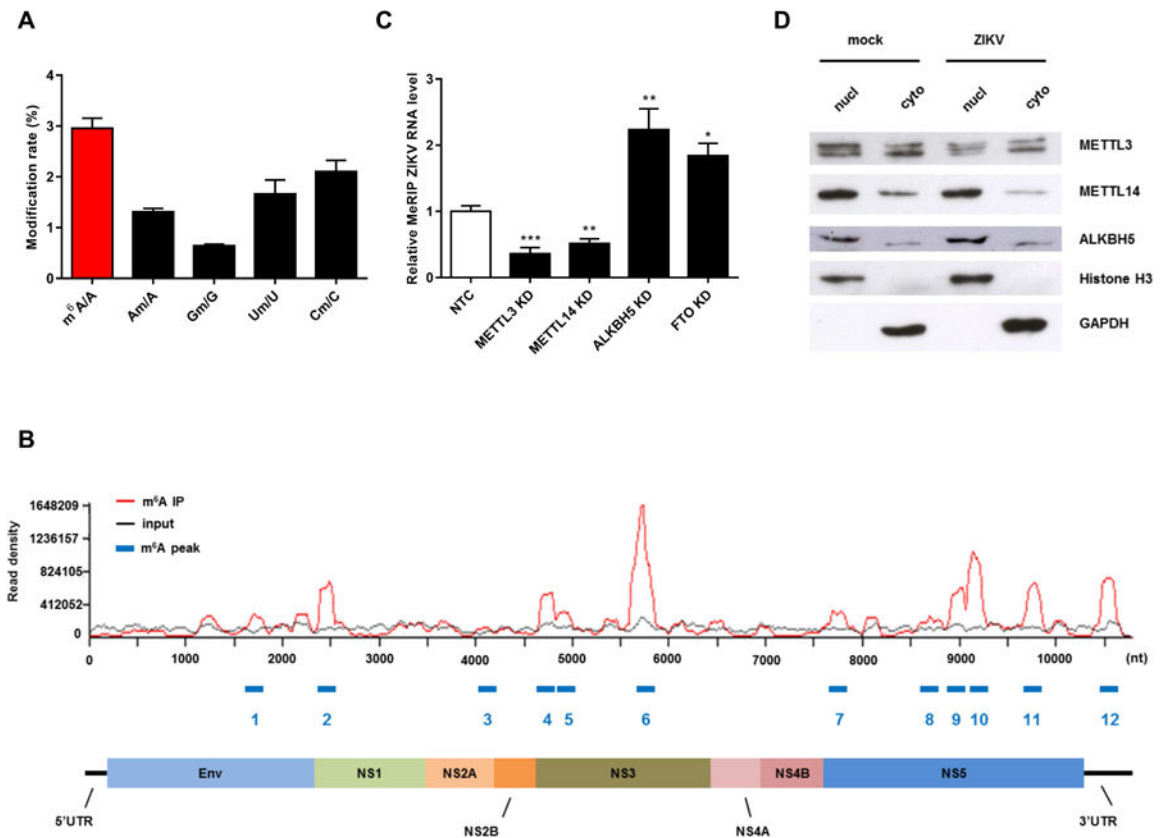 A
Modification rate (%)
4
3
2
1
0
m⁶A/A
Am/A
Gm/G
Um/U
Cm/C
C
Relative MeRIP ZIKV RNA level
3
2
1
0
***
**
**
*
NTC
METTL3 KD
METTL14 KD
ALKBH5 KD
FTO KD
D
mock ZIKV
nucl cyto nucl cyto
METTL3
METTL14
ALKBH5
Histone H3
GAPDH
B
Read density
1648209
1236157
824105
412052
0
m⁶A IP
input
m⁶A peak
0 1000 2000 3000 4000 5000 6000 7000 8000 9000 10000 (nt)
1 2 3 4 5 6 7 8 9 10 11 12
Env NS1 NS2A NS3 NS4B NS5
5'UTR NS2B NS4A 3'UTR